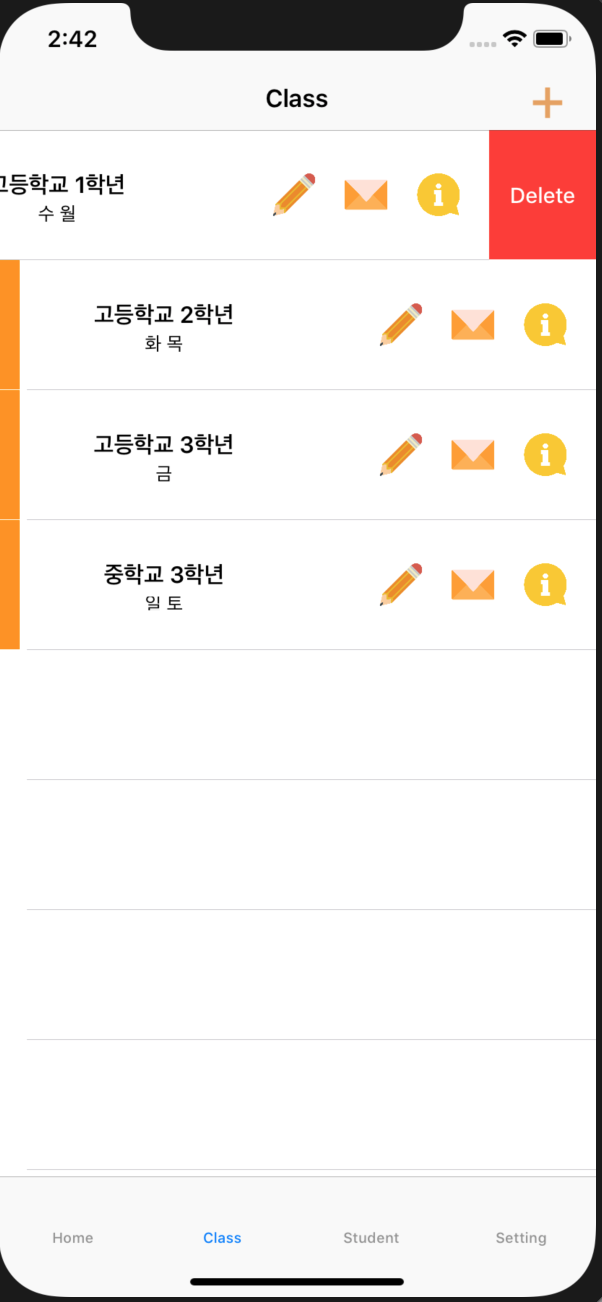 2:42
Class
고등학교 1학년
수 월
Delete
고등학교 2학년
화 목
고등학교 3학년
금
중학교 3학년
일 토
Home
Class
Student
Setting